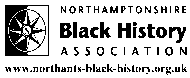 NORTHAMPTONSHIRE
Black History
ASSOCIATION
www.northants-black-history.org.uk